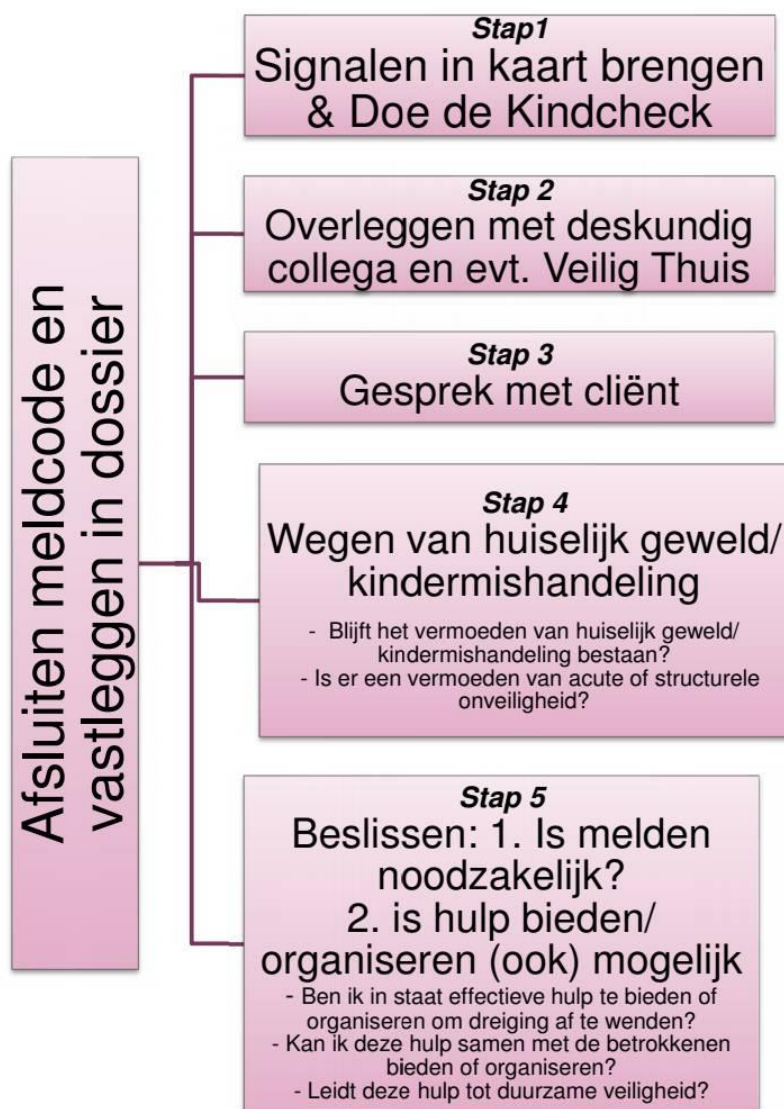 Afsluiten meldcode en
vastleggen in dossier
Stap1
Signalen in kaart brengen
& Doe de Kindcheck
Stap 2
Overleggen met deskundig
collega en evt. Veilig Thuis
Stap 3
Gesprek met cliënt
Stap 4
Wegen van huiselijk geweld/
kindermishandeling
- Blijft het vermoeden van huiselijk geweld/
kindermishandeling bestaan?
- Is er een vermoeden van acute of structurele
onveiligheid?
Stap 5
Beslissen: 1. Is melden
noodzakelijk?
2. is hulp bieden/
organiseren (ook) mogelijk
- Ben ik in staat effectieve hulp te bieden of
organiseren om dreiging af te wenden?
- Kan ik deze hulp samen met de betrokkenen
bieden of organiseren?
- Leidt deze hulp tot duurzame veiligheid?